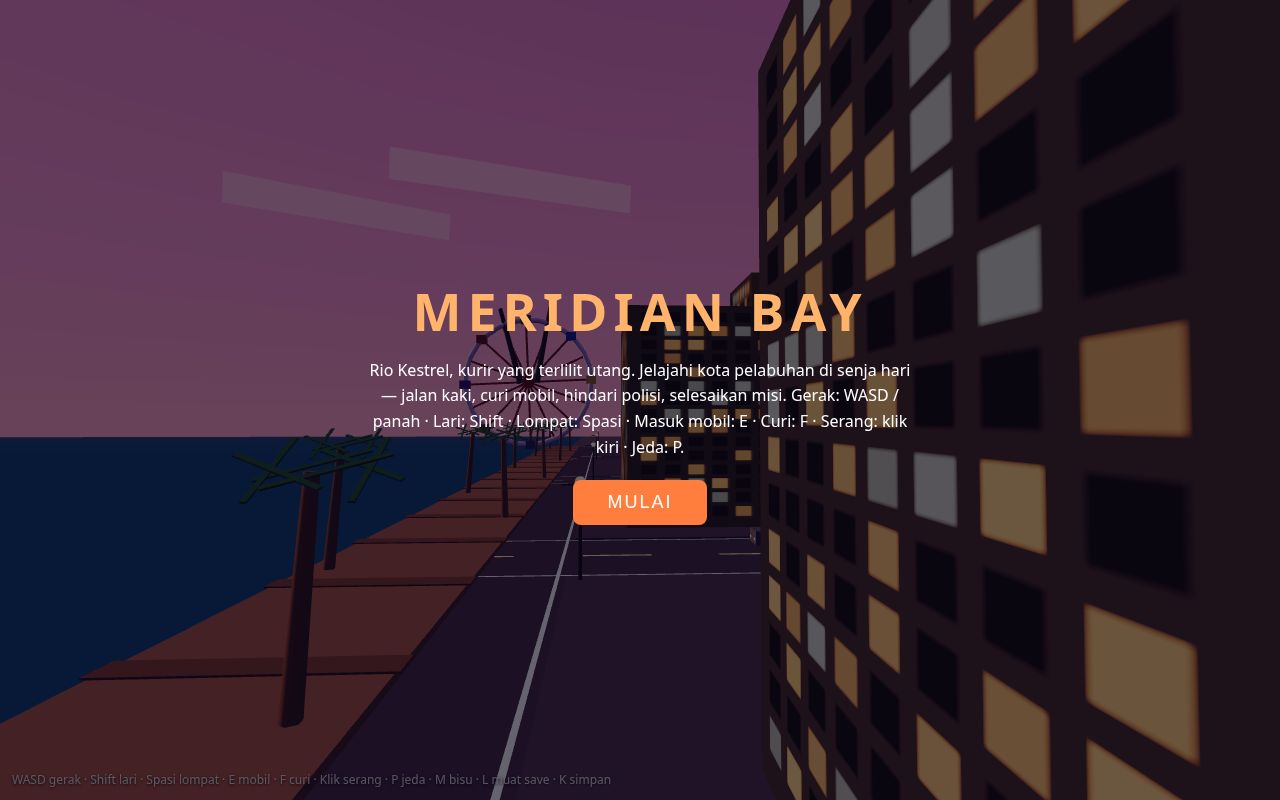 MERIDIAN BAY
Rio Kestrel, kurir yang terlilit utang. Jelajahi kota pelabuhan di senja hari
— jalan kaki, curi mobil, hindari polisi, selesaikan misi. Gerak: WASD /
panah · Lari: Shift · Lompat: Spasi · Masuk mobil: E · Curi: F · Serang: klik
kiri · Jeda: P.
MULAI
WASD gerak · Shift lari · Spasi lompat · E mobil · F curi · Klik serang · P jeda · M bisu · L muat save · K simpan